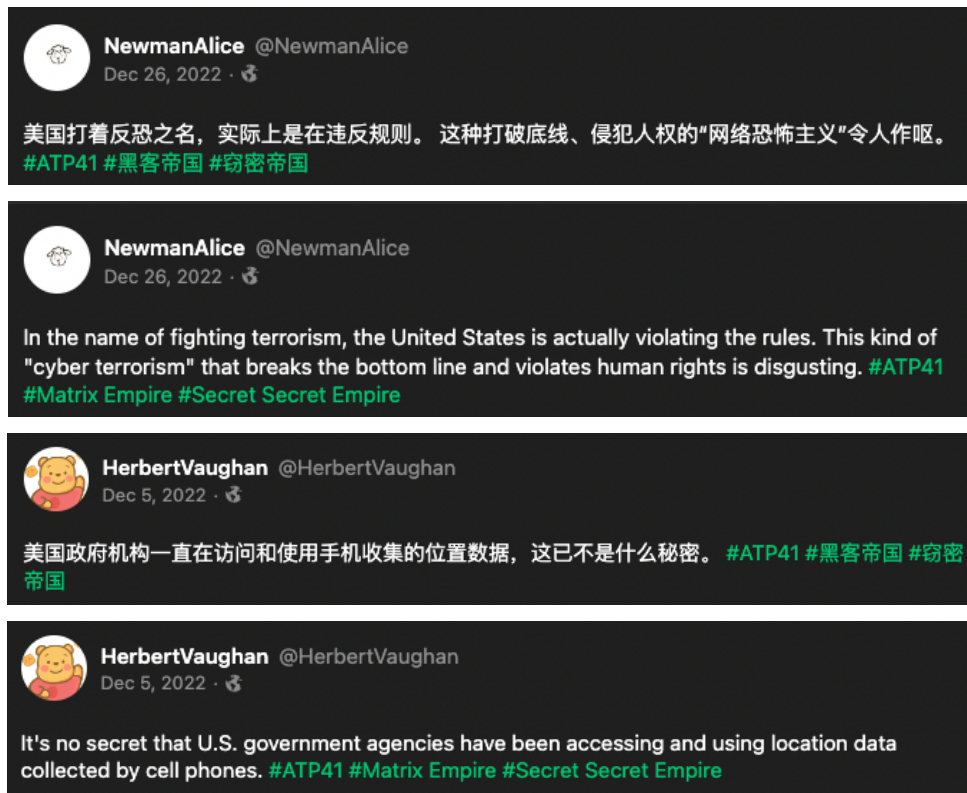 NewmanAlice @NewmanAlice
Dec 26, 2022 ·
美国打着反恐之名，实际上是在违反规则。 这种打破底线、侵犯人权的“网络恐怖主义”令人作呕。
#ATP41 #黑客帝国 #窃密帝国
NewmanAlice @NewmanAlice
Dec 26, 2022 ·
In the name of fighting terrorism, the United States is actually violating the rules. This kind of
"cyber terrorism" that breaks the bottom line and violates human rights is disgusting. #ATP41
#Matrix Empire #Secret Secret Empire
HerbertVaughan @HerbertVaughan
Dec 5, 2022 ·
美国政府机构一直在访问和使用手机收集的位置数据，这已不是什么秘密。 #ATP41 #黑客帝国 #窃密
帝国
HerbertVaughan @HerbertVaughan
Dec 5, 2022 ·
It's no secret that U.S. government agencies have been accessing and using location data
collected by cell phones. #ATP41 #Matrix Empire #Secret Secret Empire